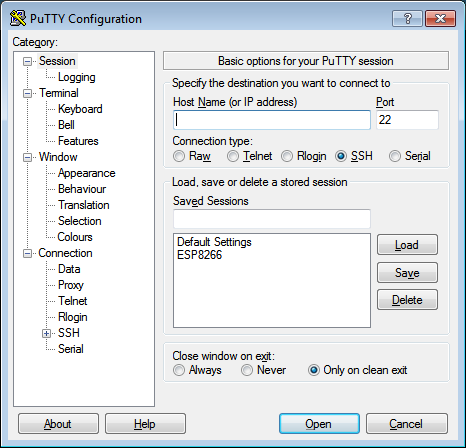 PuTTY Configuration
Category:
Session
Logging
Terminal
Keyboard
Bell
Features
Window
Appearance
Behaviour
Translation
Selection
Colours
Connection
Data
Proxy
Telnet
Rlogin
SSH
Serial
Basic options for your PuTTY session
Specify the destination you want to connect to
Host Name (or IP address) Port
22
Connection type:
Raw Telnet Rlogin SSH Serial
Load, save or delete a stored session
Saved Sessions
Default Settings
ESP8266
Load
Save
Delete
Close window on exit:
Always Never Only on clean exit
About Help Open Cancel